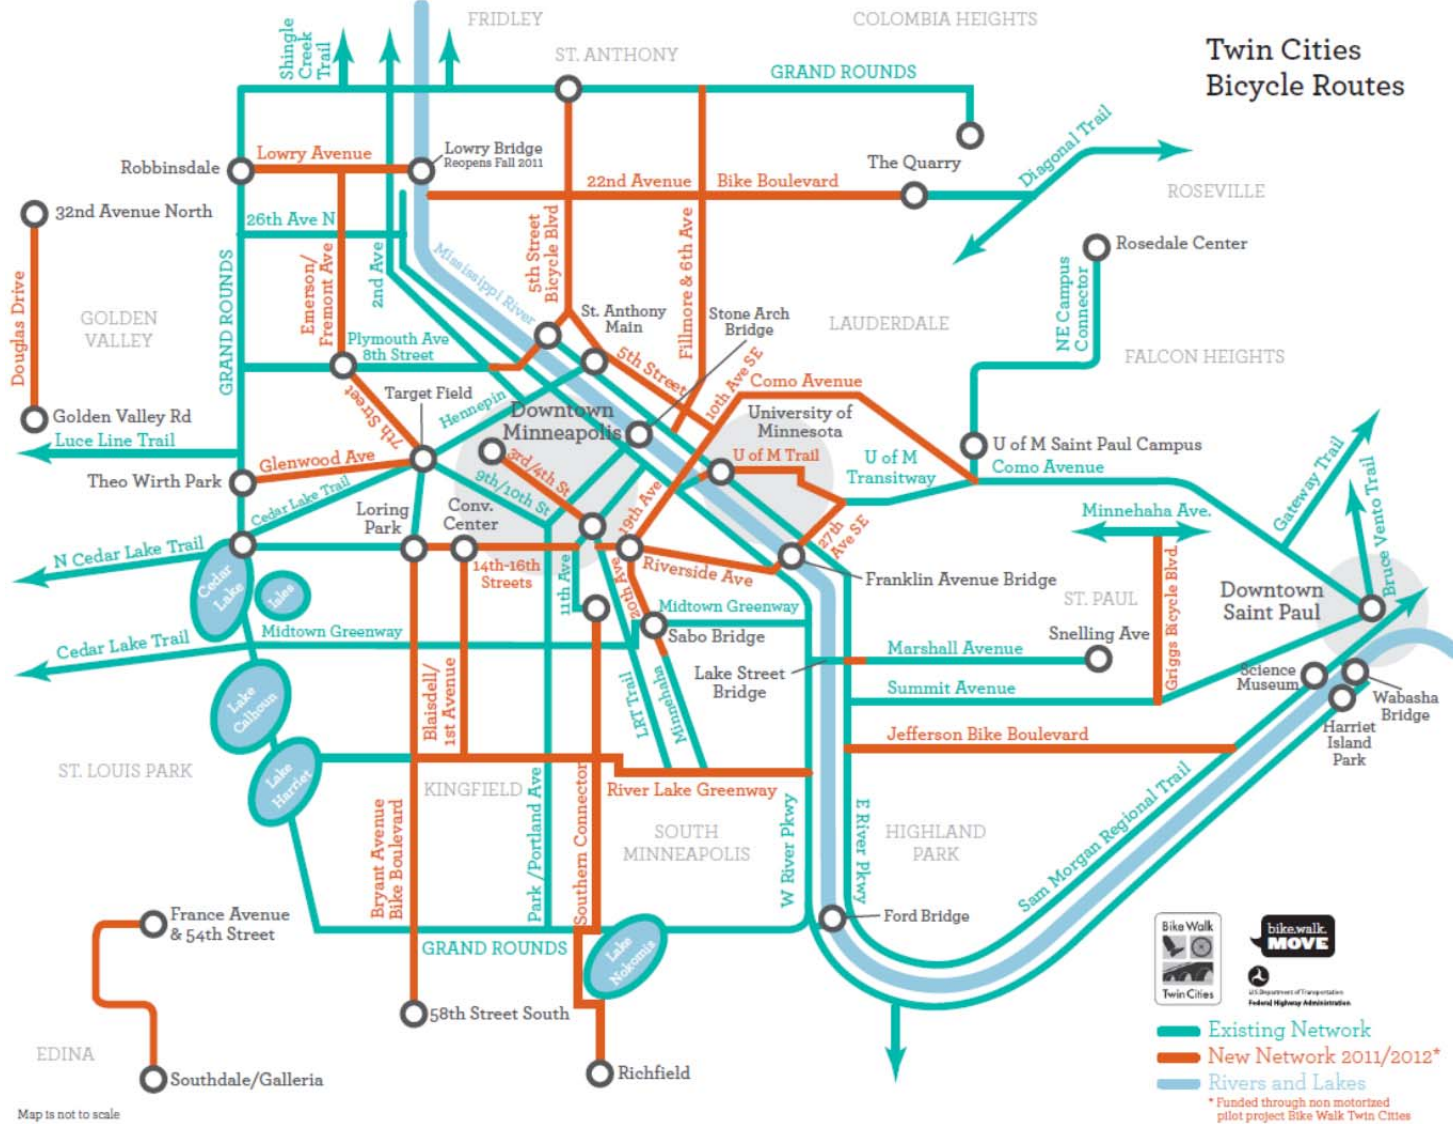 Twin Cities
Bicycle Routes
FRIDLEY
COLOMBIA HEIGHTS
ST. ANTHONY
Shingle
Creek
Trail
GRAND ROUNDS
Lowry Avenue
Lowry Bridge
Reopens Fall 2011
Robbinsdale
The Quarry
Diagonal Trail
22nd Avenue Bike Boulevard
ROSEVILLE
32nd Avenue North
26th Ave N
5th Street
Bicycle Blvd
Rosedale Center
Mississippi River
Emerson/
Fremont Ave
2nd Ave
GRAND ROUNDS
Fillmore & 6th Ave
NE Campus
Connector
GOLDEN
VALLEY
Douglas Drive
St. Anthony
Main
Stone Arch
Bridge
LAUDERDALE
FALCON HEIGHTS
Plymouth Ave
8th Street
5th Street
10th Ave SE
Como Avenue
Target Field
7th Street
Hennepin
Downtown
Minneapolis
University of
Minnesota
Golden Valley Rd
Luce Line Trail
U of M Saint Paul Campus
Glenwood Ave
3rd/4th St
U of M Trail
U of M
Transitway
Como Avenue
Gateway Trail
Theo Wirth Park
Cedar Lake Trail
9th/10th St
Loring
Park
Conv.
Center
19th Ave
27th
Ave SE
Minnehaha Ave.
Bruce Vento Trail
N Cedar Lake Trail
14th-16th
Streets
11th Ave
20th Ave
Riverside Ave
Franklin Avenue Bridge
Cedar
Lake
Isles
Downtown
Saint Paul
ST. PAUL
Griggs Bicycle Blvd.
Midtown Greenway
Midtown Greenway
Sabo Bridge
Snelling Ave
Cedar Lake Trail
Marshall Avenue
Lake Street
Bridge
Summit Avenue
Science
Museum
Wabasha
Bridge
Harriet
Island
Park
Lake
Calhoun
Blaisdell/
1st Avenue
LRT Trail
Minnehaha
Jefferson Bike Boulevard
ST. LOUIS PARK
Lake
Harriet
KINGFIELD
River Lake Greenway
Sam Morgan Regional Trail
Bryant Avenue
Bike Boulevard
Park /Portland Ave
Southern Connector
SOUTH
MINNEAPOLIS
W River Pkwy
E River Pkwy
HIGHLAND
PARK
France Avenue
& 54th Street
GRAND ROUNDS
Lake
Nokomis
Ford Bridge
Bike Walk
Twin Cities
bike.walk.
MOVE
U.S. Department of Transportation
Federal Highway Administration
58th Street South
EDINA
Southdale/Galleria
Richfield
Existing Network
New Network 2011/2012*
Rivers and Lakes
* Funded through non motorized
pilot project Bike Walk Twin Cities
Map is not to scale